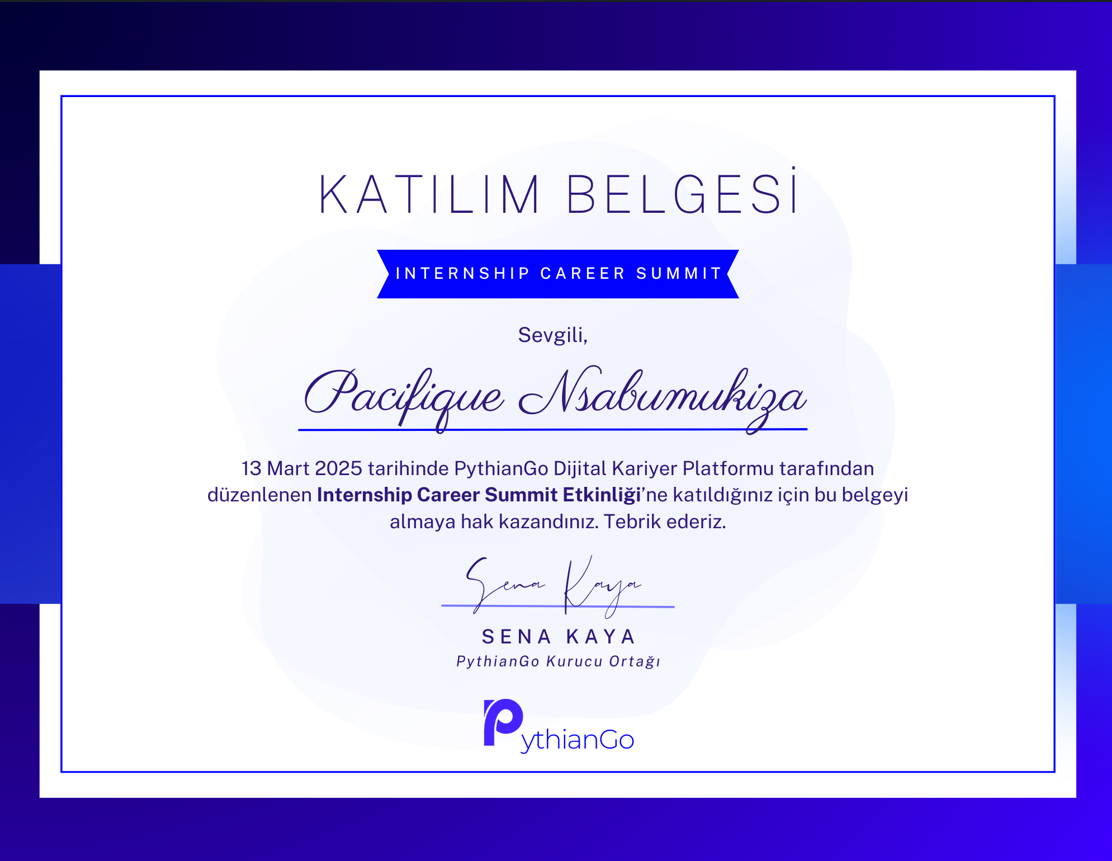 KATILIM BELGESİ
INTERNSHIP CAREER SUMMIT
Sevgili,
Pacifique Nsabumukiza
13 Mart 2025 tarihinde PythianGo Dijital Kariyer Platformu tarafından
düzenlenen Internship Career Summit Etkinliği’ne katıldığınız için bu belgeyi
almaya hak kazandınız. Tebrik ederiz.
Sena Kaya
SENA KAYA
PythianGo Kurucu Ortağı
PythianGo